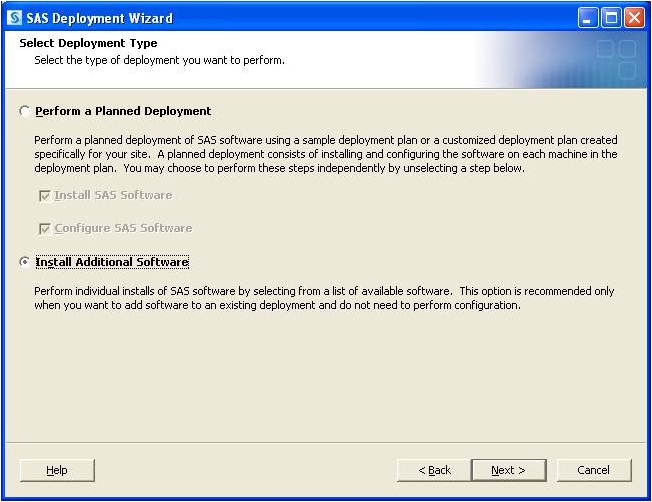 SAS Deployment Wizard
Select Deployment Type
Select the type of deployment you want to perform.
Perform a Planned Deployment
Perform a planned deployment of SAS software using a sample deployment plan or a customized deployment plan created
specifically for your site. A planned deployment consists of installing and configuring the software on each machine in the
deployment plan. You may choose to perform these steps independently by unselecting a step below.
Install SAS Software
Configure SAS Software
Install Additional Software
Perform individual installs of SAS software by selecting from a list of available software. This option is recommended only
when you want to add software to an existing deployment and do not need to perform configuration.
Help
< Back
Next >
Cancel